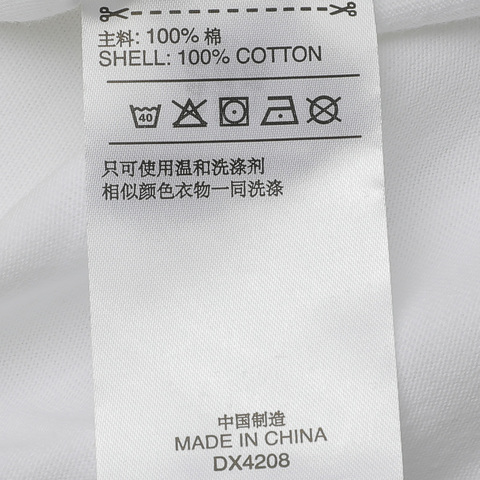 主料: 100% 棉
SHELL: 100% COTTON
40
只可使用温和洗涤剂
相似颜色衣物一同洗涤
中国制造
MADE IN CHINA
DX4208